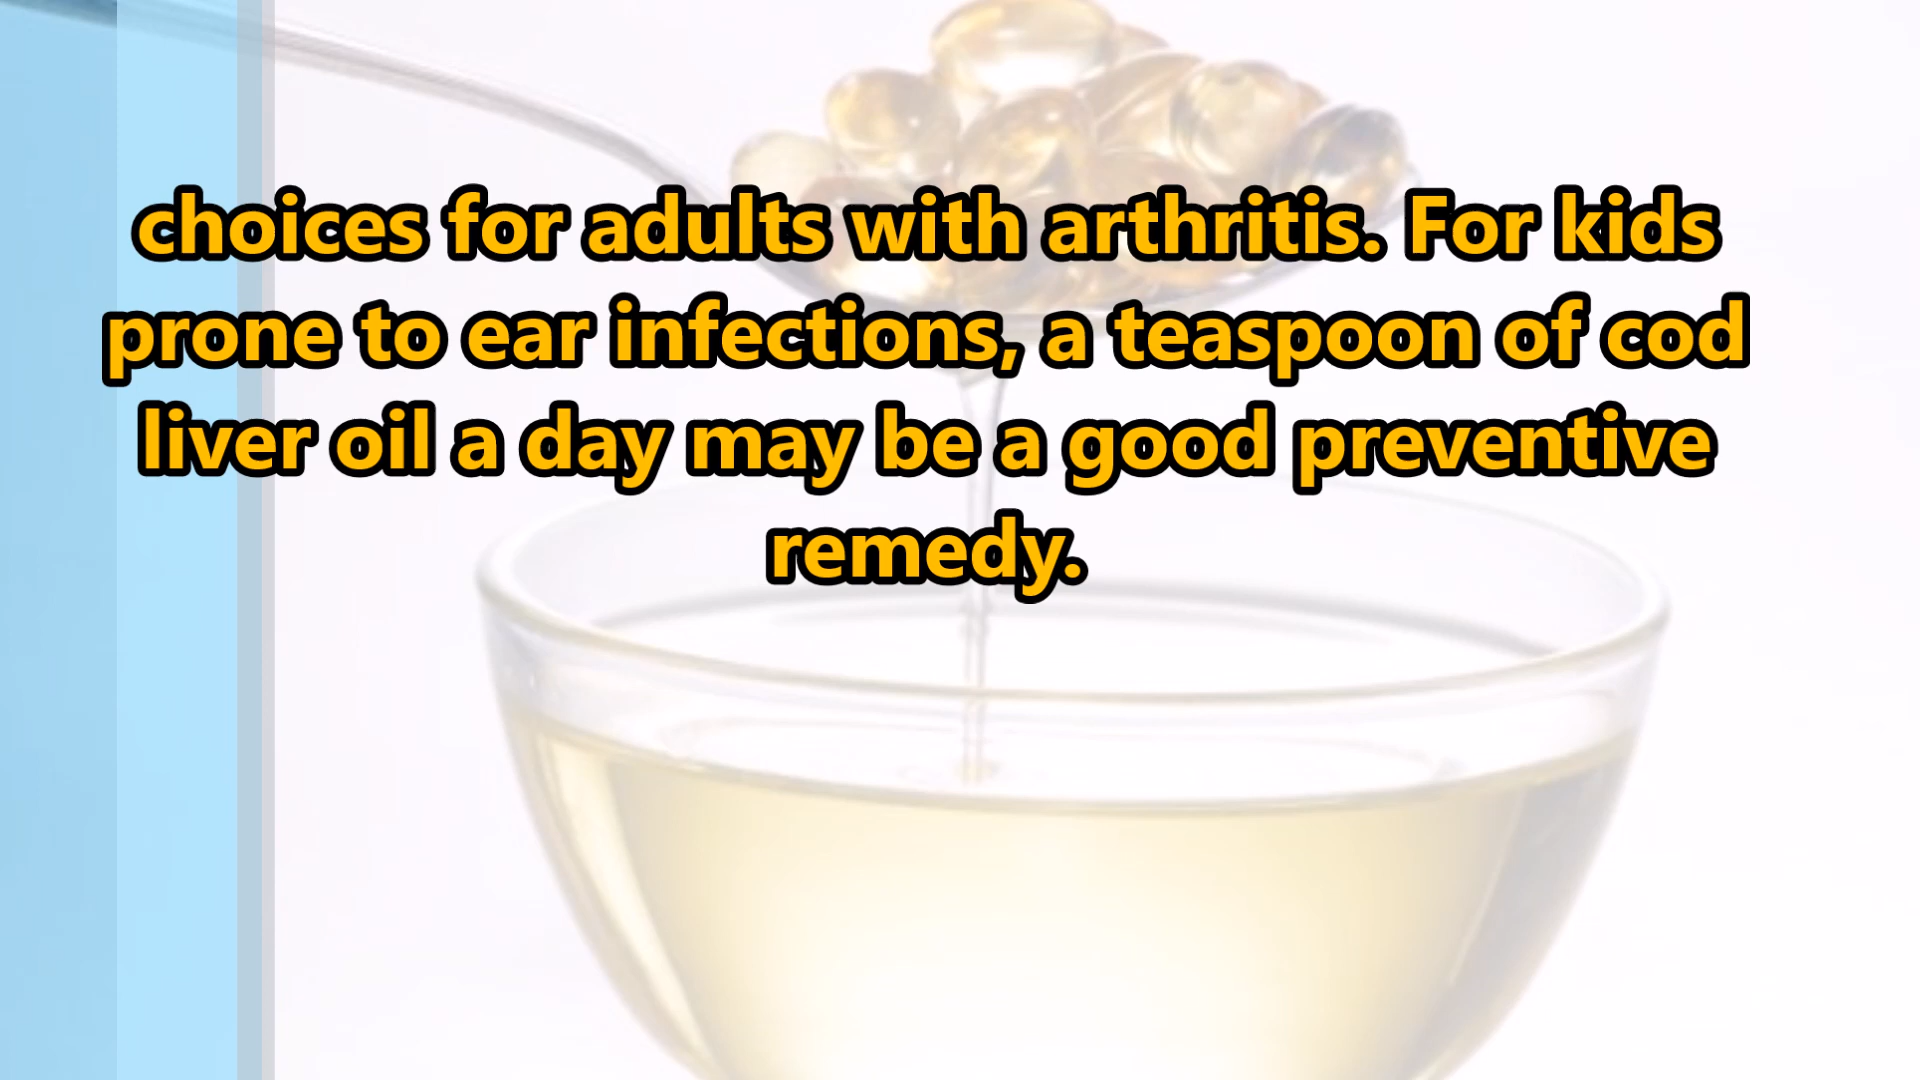 choices for adults with arthritis. For kids
prone to ear infections, a teaspoon of cod
liver oil a day may be a good preventive
remedy.